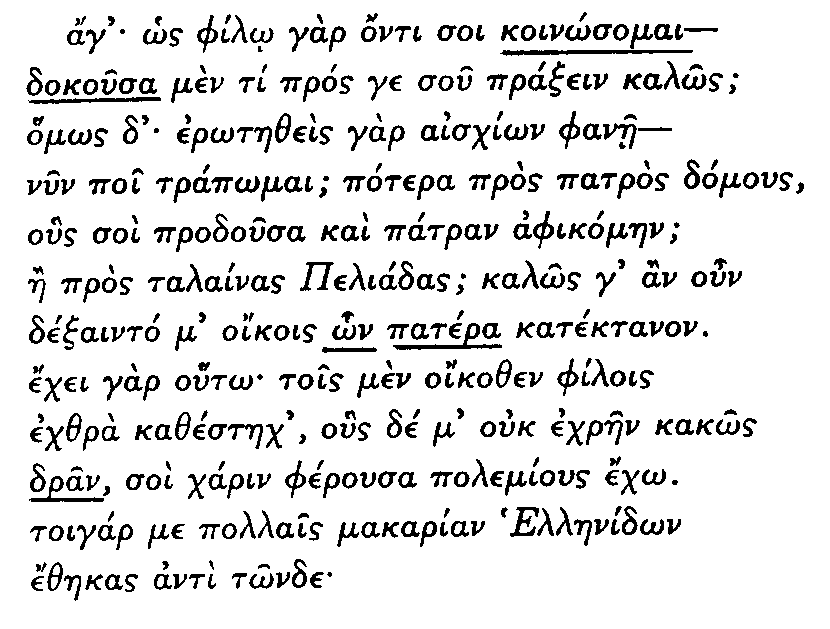 ἄγ’· ὡς φίλῳ γὰρ ὄντι σοι κοινώσομαι—
δοκοῦσα μὲν τί πρός γε σοῦ πράξειν καλῶς;
ὅμως δ’· ἐρωτηθεὶς γὰρ αἰσχίων φανῇ—
νῦν ποῖ τράπωμαι; πότερα πρὸς πατρὸς δόμους,
οὓς σοὶ προδοῦσα καὶ πάτραν ἀφικόμην;
ἢ πρὸς ταλαίνας Πελιάδας; καλῶς γ’ ἂν οὖν
δέξαιντό μ’ οἴκοις ὧν πατέρα κατέκτανον.
ἔχει γὰρ οὕτω· τοῖς μὲν οἴκοθεν φίλοις
ἐχθρὰ καθέστηχ’, οὓς δέ μ’ οὐκ ἐχρῆν κακῶς
δρᾶν, σοὶ χάριν φέρουσα πολεμίους ἔχω.
τοιγάρ με πολλαῖς μακαρίαν Ἑλληνίδων
ἔθηκας ἀντὶ τῶνδε·